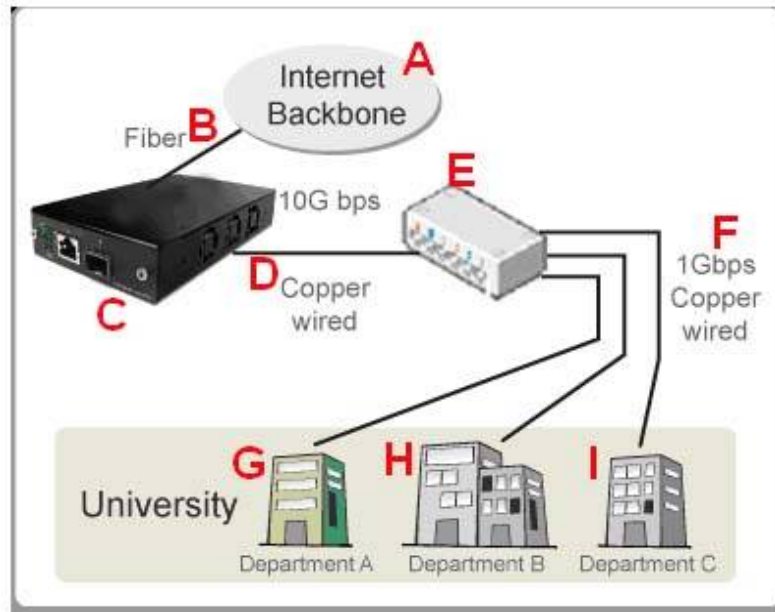 A
Internet
Backbone
Fiber B
E
10G bps
F
1Gbps
Copper
wired
D Copper
wired
C
G
H
I
University
Department A
Department B
Department C